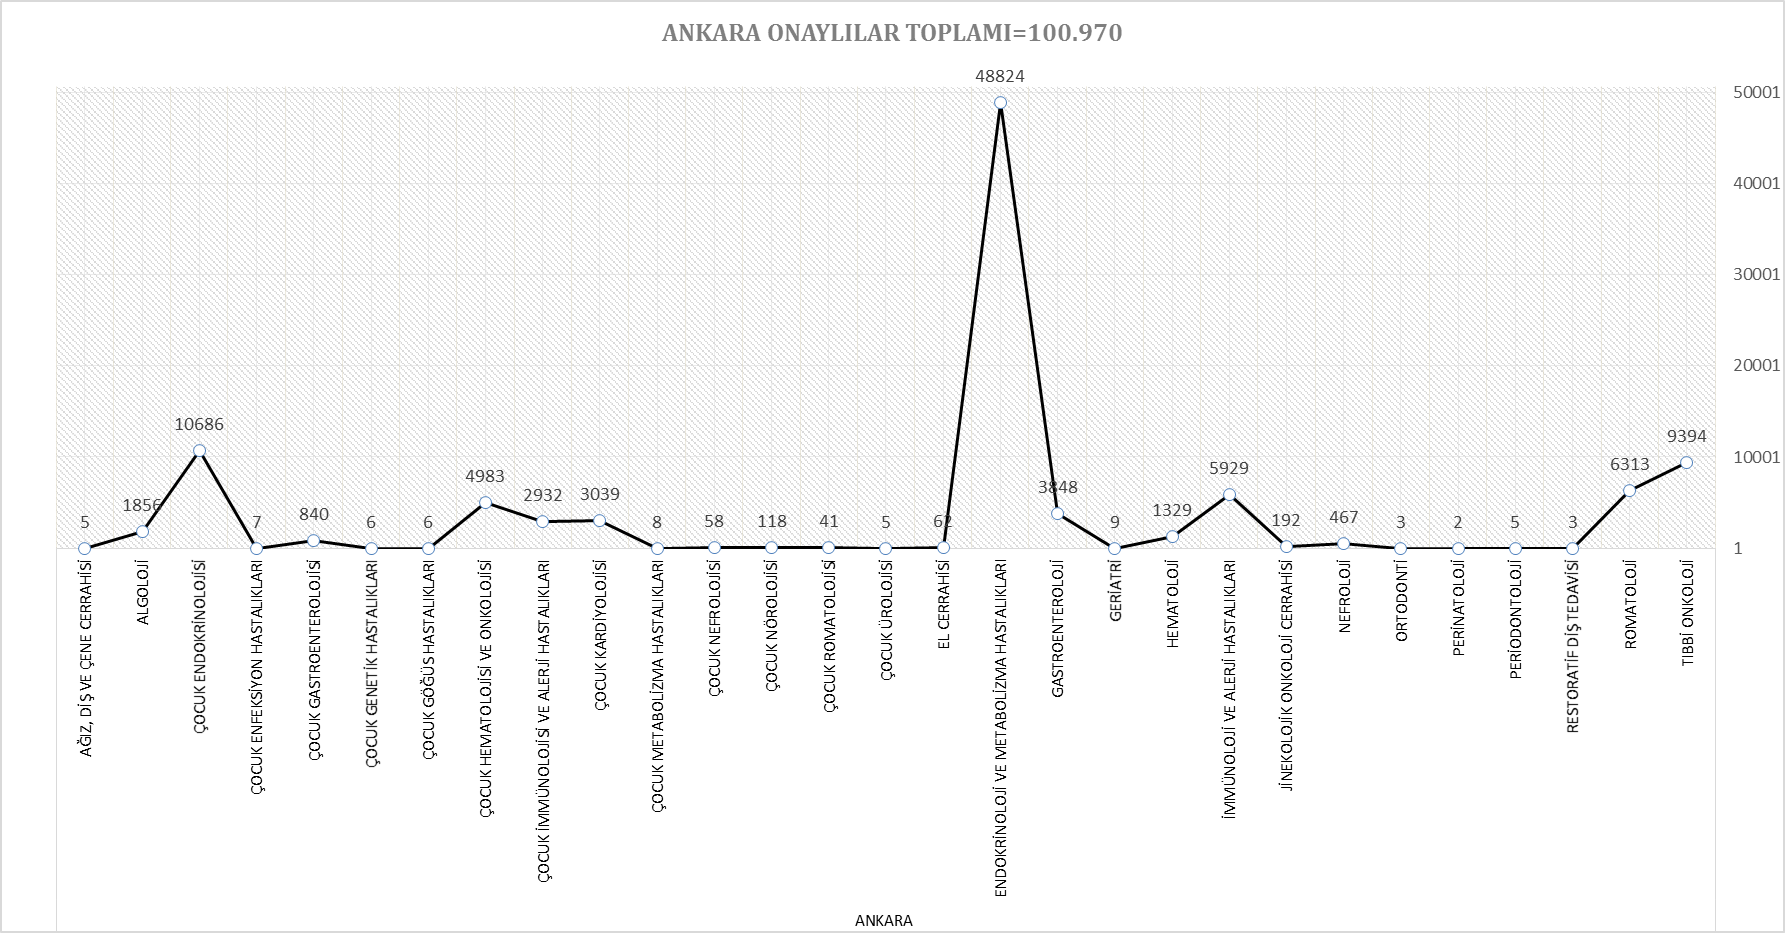 ANKARA ONAYLILAR TOPLAMI=100.970
48824
50001
40001
30001
20001
10001
1
5
1856
10686
7
840
6
6
4983
2932
3039
8
58
118
41
5
62
3848
9
1329
5929
192
467
3
2
5
3
6313
9394
AĞIZ, DİŞ VE ÇENE CERRAHİSİ
ALGOLOJİ
ÇOCUK ENDOKRİNOLOJİSİ
ÇOCUK ENFEKSİYON HASTALIKLARI
ÇOCUK GASTROENTEROLOJİSİ
ÇOCUK GENETİK HASTALIKLARI
ÇOCUK GÖĞÜS HASTALIKLARI
ÇOCUK HEMATOLOJİSİ VE ONKOLOJİSİ
ÇOCUK İMMÜNOLOJİSİ VE ALERJİ HASTALIKLARI
ÇOCUK KARDİYOLOJİSİ
ÇOCUK METABOLİZMA HASTALIKLARI
ÇOCUK NEFROLOJİSİ
ÇOCUK NÖROLOJİSİ
ÇOCUK ROMATOLOJİSİ
ÇOCUK ÜROLOJİSİ
EL CERRAHİSİ
ENDOKRİNOLOJİ VE METABOLİZMA HASTALIKLARI
GASTROENTEROLOJİ
GERİATRİ
HEMATOLOJİ
İMMÜNOLOJİ VE ALERJİ HASTALIKLARI
JİNEKOLOJİK ONKOLOJİ CERRAHİSİ
NEFROLOJİ
ORTODONTİ
PERİNATOLOJİ
PERİODONTOLOJİ
RESTORATİF DİŞ TEDAVİSİ
ROMATOLOJİ
TIBBİ ONKOLOJİ
ANKARA